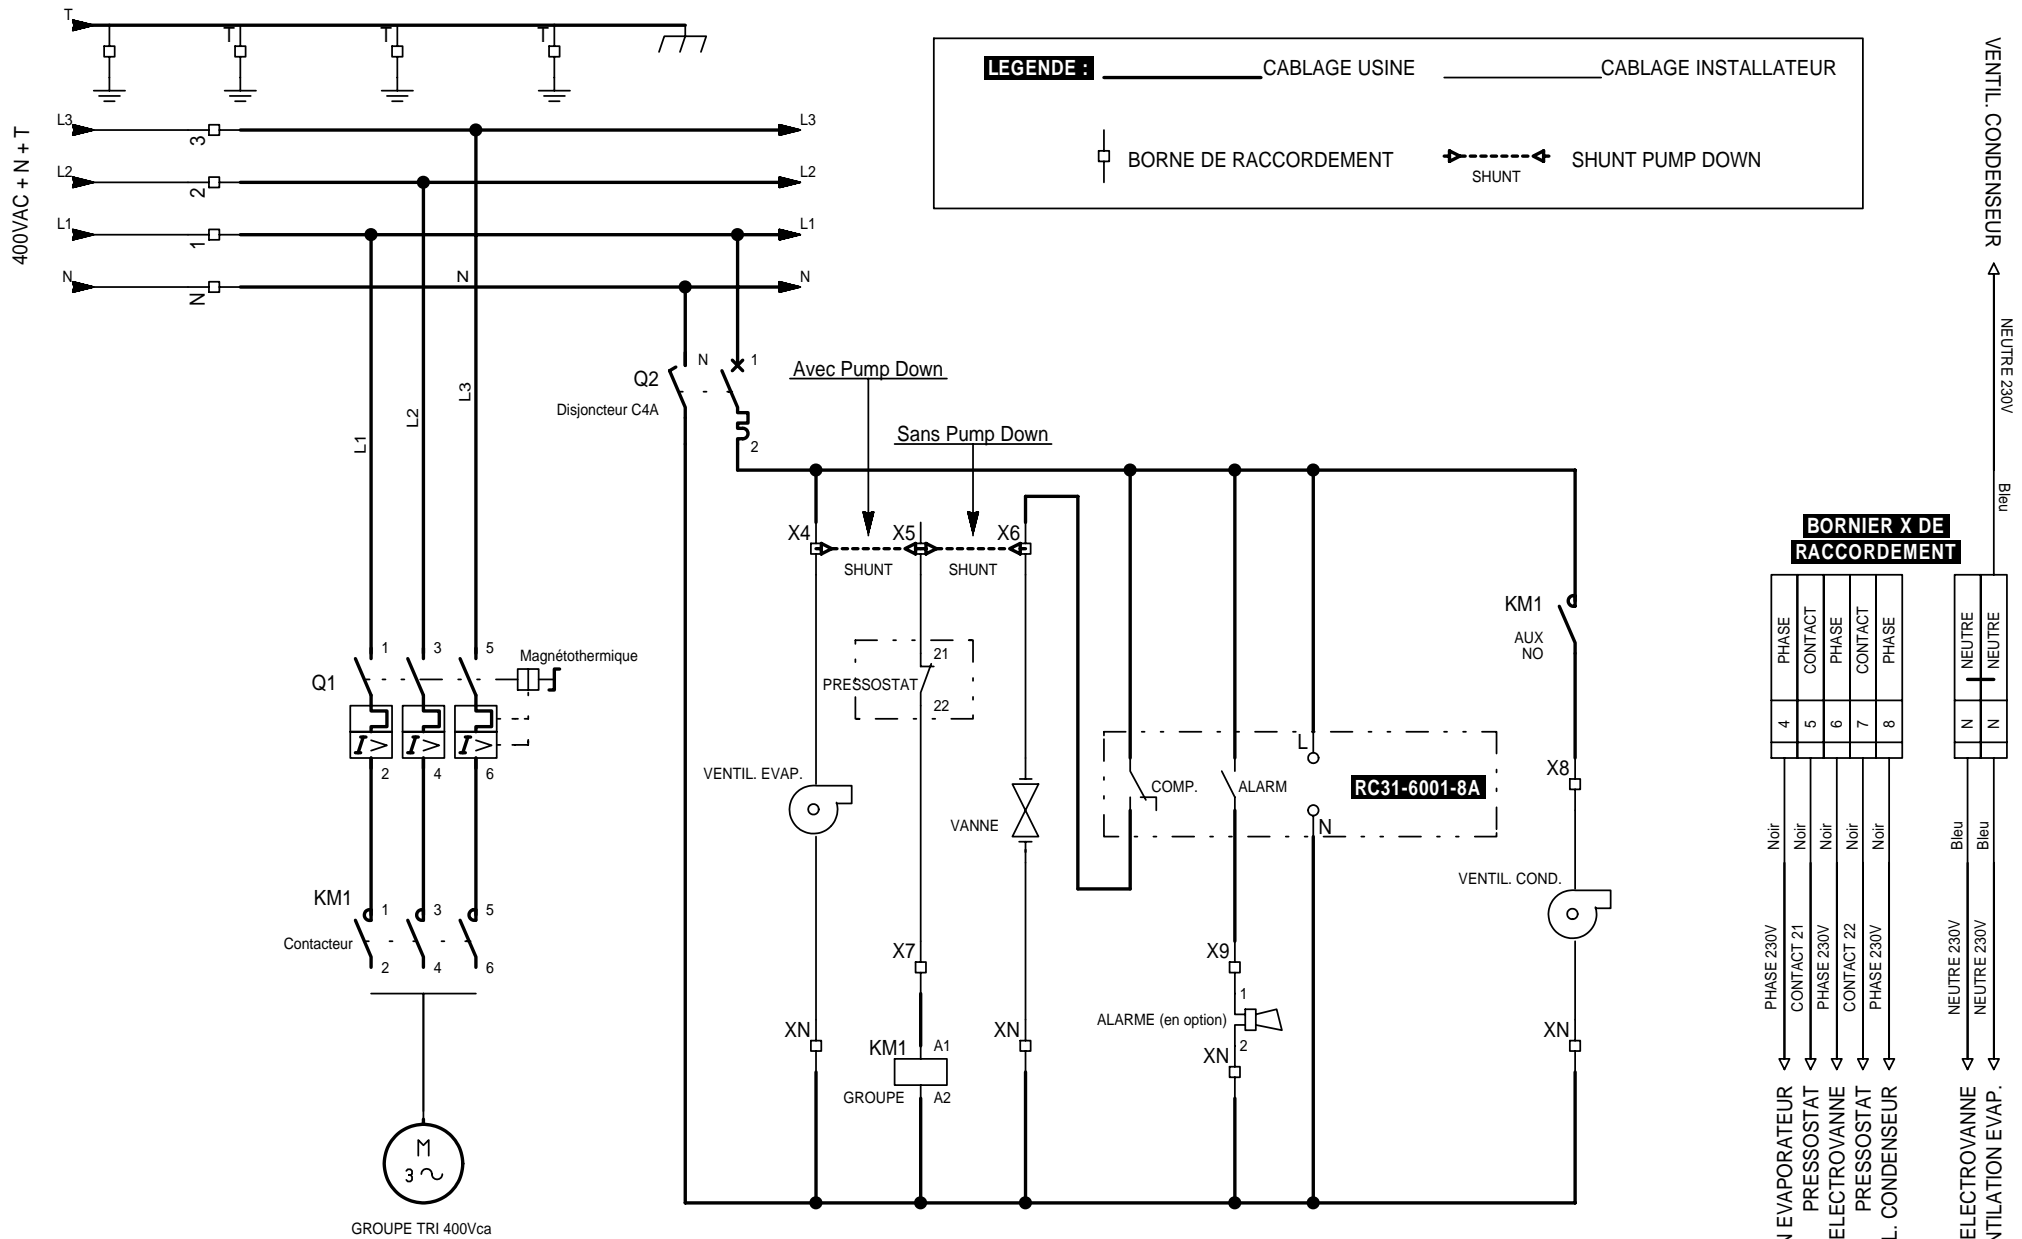 T
T
T
T
LEGENDE :
CABLAGE USINE
CABLAGE INSTALLATEUR
BORNE DE RACCORDEMENT
SHUNT
SHUNT PUMP DOWN
400VAC + N + T
L3
3
L3
L2
2
L2
L1
1
L1
N
N
N
N
L1
L2
L3
Q2
N
1
Disjoncteur C4A
2
Avec Pump Down
Sans Pump Down
X4
X5
X6
SHUNT
SHUNT
Q1
1
3
5
Magnétothermique
I >
I >
I >
2
4
6
KM1
1
3
5
Contacteur
2
4
6
M
3 ~
GROUPE TRI 400Vca
PRESSOSTAT
21
22
VENTIL. EVAP.
VANNE
COMP.
ALARM
L
N
RC31-6001-8A
KM1
AUX
NO
X8
VENTIL. COND.
X7
X9
1
ALARME (en option)
2
XN
XN
XN
XN
KM1
A1
GROUPE
A2
VENTIL. CONDENSEUR
NEUTRE 230V
Bleu
BORNIER X DE
RACCORDEMENT
PHASE
CONTACT
PHASE
CONTACT
PHASE
NEUTRE
NEUTRE
4
5
6
7
8
N
N
Noir
Noir
Noir
Noir
Noir
Bleu
Bleu
PHASE 230V
CONTACT 21
PHASE 230V
CONTACT 22
PHASE 230V
NEUTRE 230V
NEUTRE 230V
N EVAPORATEUR
PRESSOSTAT
ELECTROVANNE
PRESSOSTAT
L. CONDENSEUR
ELECTROVANNE
NTILATION EVAP.